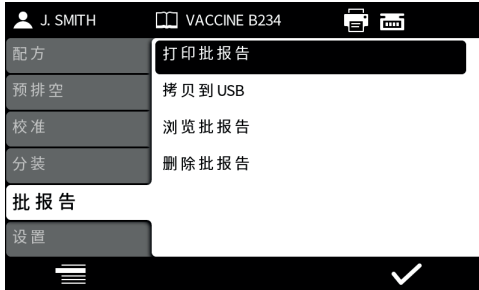 J. SMITH VACCINE B234
配方
预排空
校准
分装
批报告
设置
打印批报告
拷贝到USB
浏览批报告
删除批报告